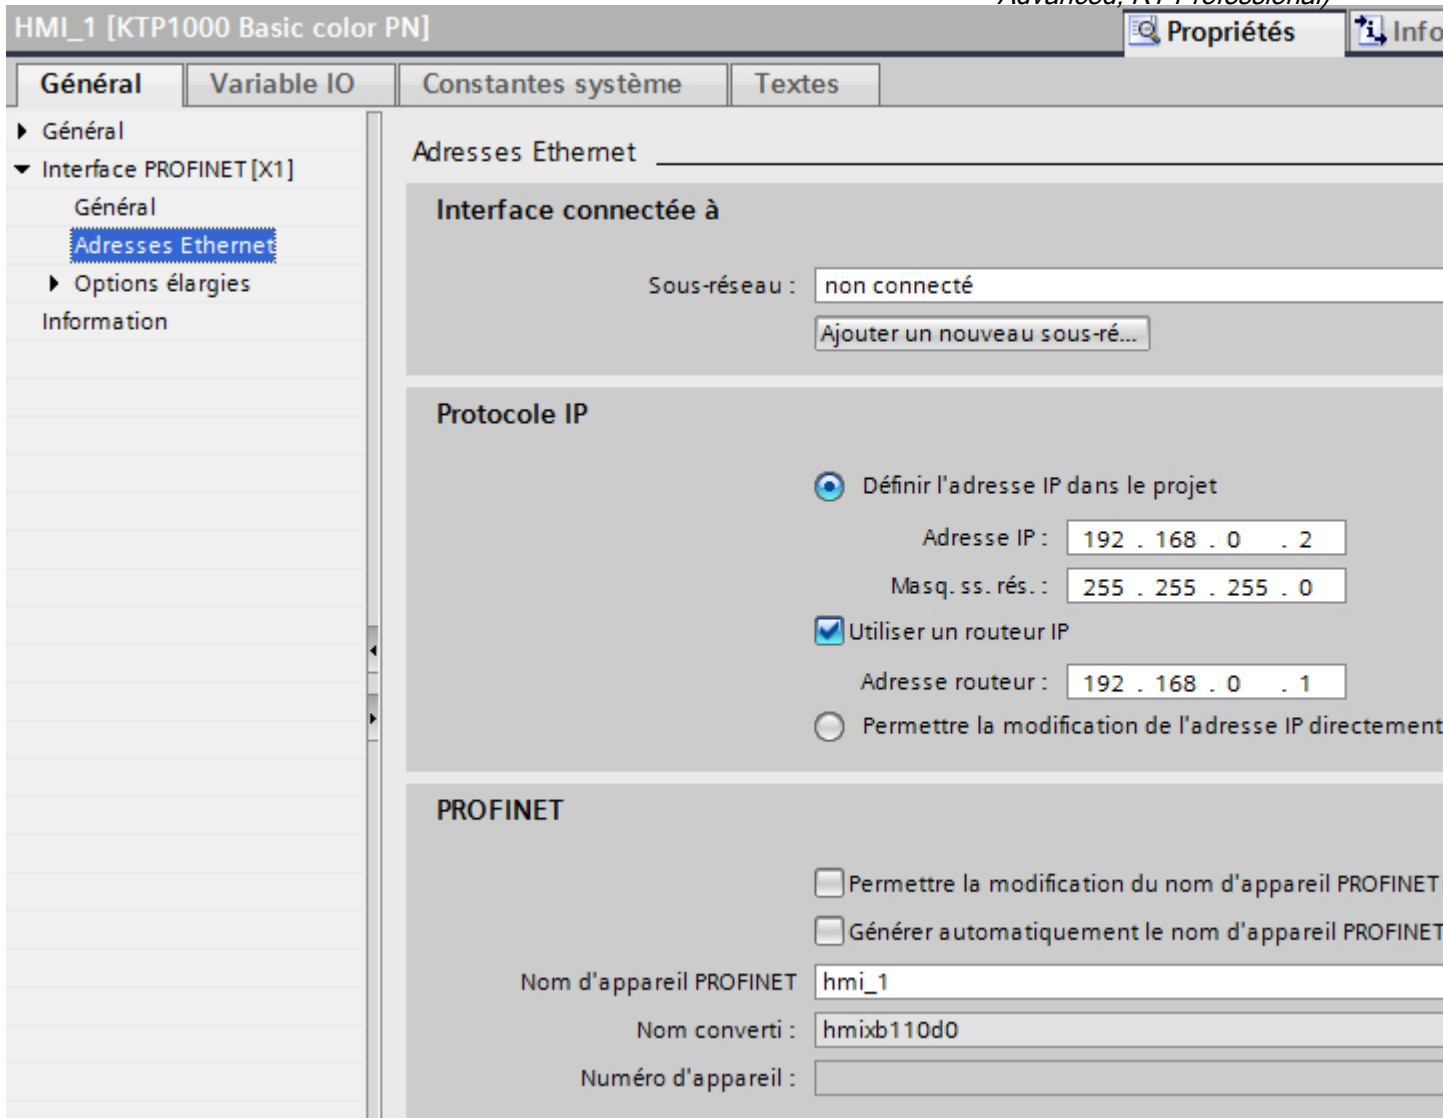 Advanced, RT Professional)
HMI_1 [KTP1000 Basic color PN]
Propriétés
Info
Général
Variable IO
Constantes système
Textes
Général
Interface PROFINET [X1]
Général
Adresses Ethernet
Options élargies
Information
Adresses Ethernet
Interface connectée à
Sous-réseau : non connecté
Ajouter un nouveau sous-ré...
Protocole IP
Définir l'adresse IP dans le projet
Adresse IP : 192 . 168 . 0 . 2
Masq. ss. rés. : 255 . 255 . 255 . 0
Utiliser un routeur IP
Adresse routeur : 192 . 168 . 0 . 1
Permettre la modification de l'adresse IP directement
PROFINET
Permettre la modification du nom d'appareil PROFINET
Générer automatiquement le nom d'appareil PROFINET
Nom d'appareil PROFINET hmi_1
Nom converti : hmixb110d0
Numéro d'appareil :